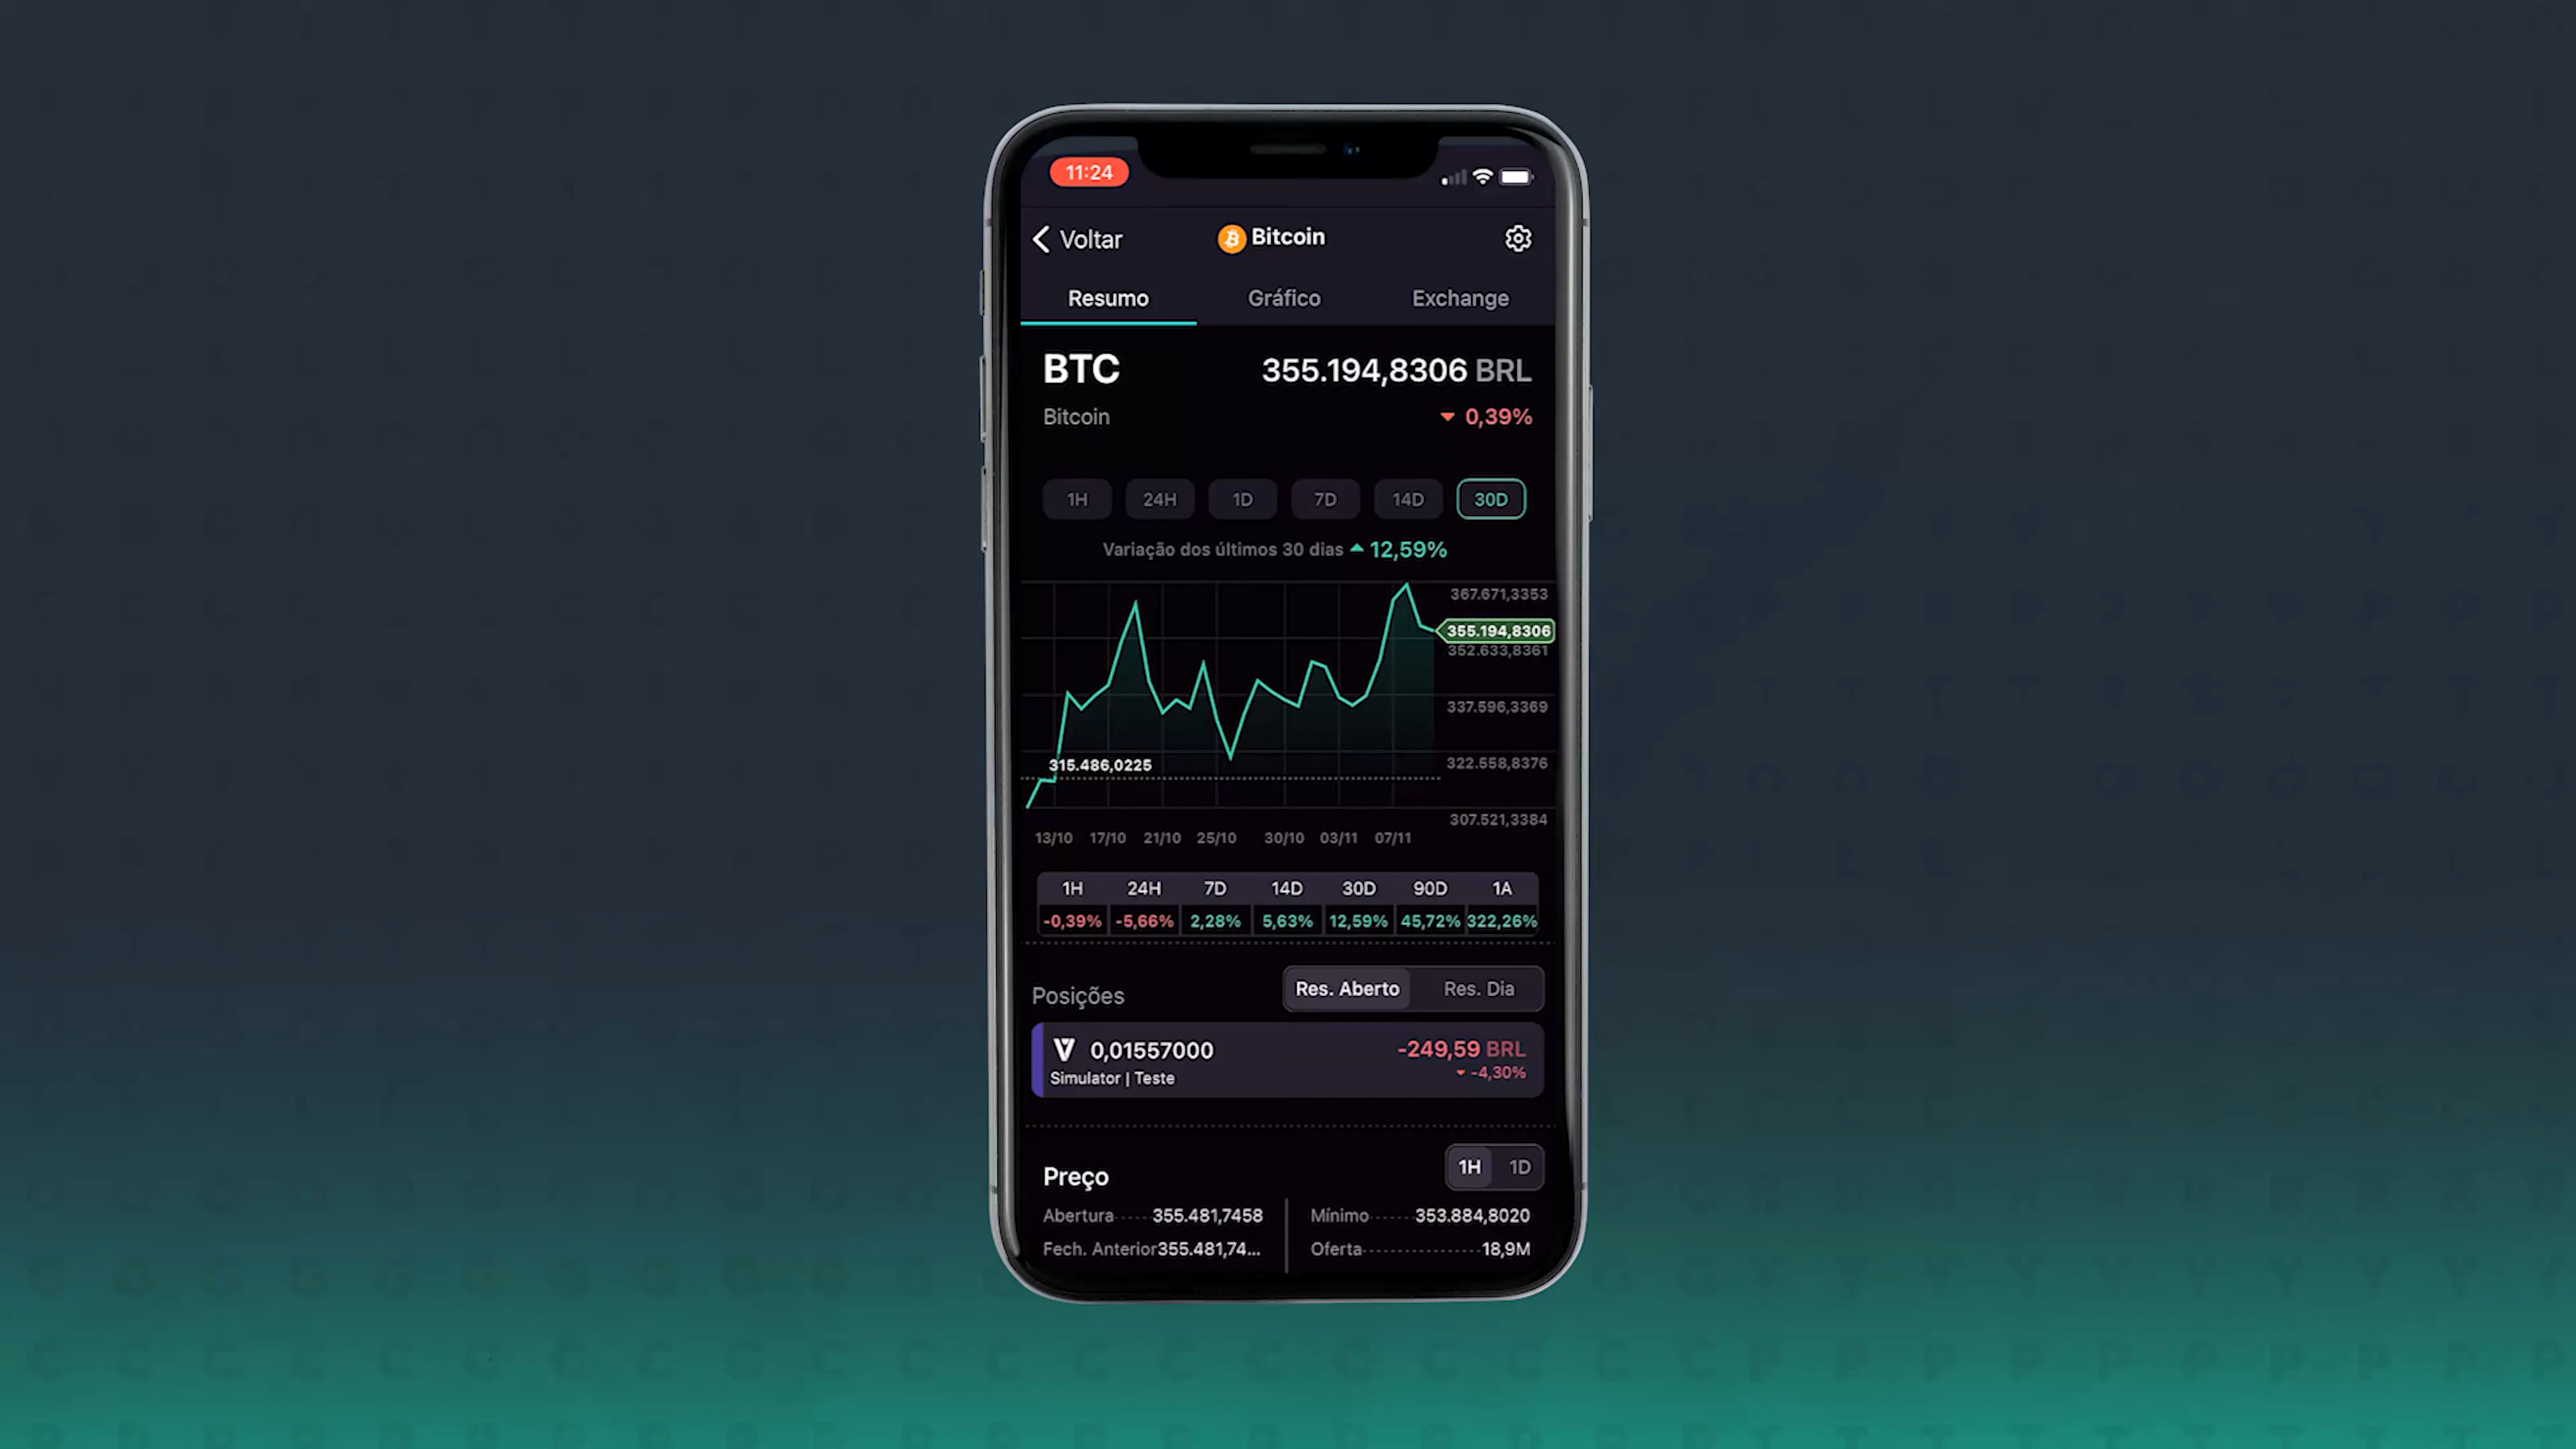 11:24
Voltar
Bitcoin
Resumo Gráfico Exchange
BTC 355.194,8306 BRL
Bitcoin 0,39%
1H 24H 1D 7D 14D 30D
Variação dos últimos 30 dias 12,59%
367.671,3353
355.194,8306
352.633,8361
337.596,3369
315.486,0225
322.558,8376
307.521,3384
13/10 17/10 21/10 25/10 30/10 03/11 07/11
1H 24H 7D 14D 30D 90D 1A
-0,39% -5,66% 2,28% 5,63% 12,59% 45,72% 322,26%
Posições Res. Aberto Res. Dia
0,01557000 -249,59 BRL
Simulator | Teste -4,30%
Preço 1H 1D
Abertura 355.481,7458 Mínimo 353.884,8020
Fech. Anterior 355.481,74... Oferta 18,9M